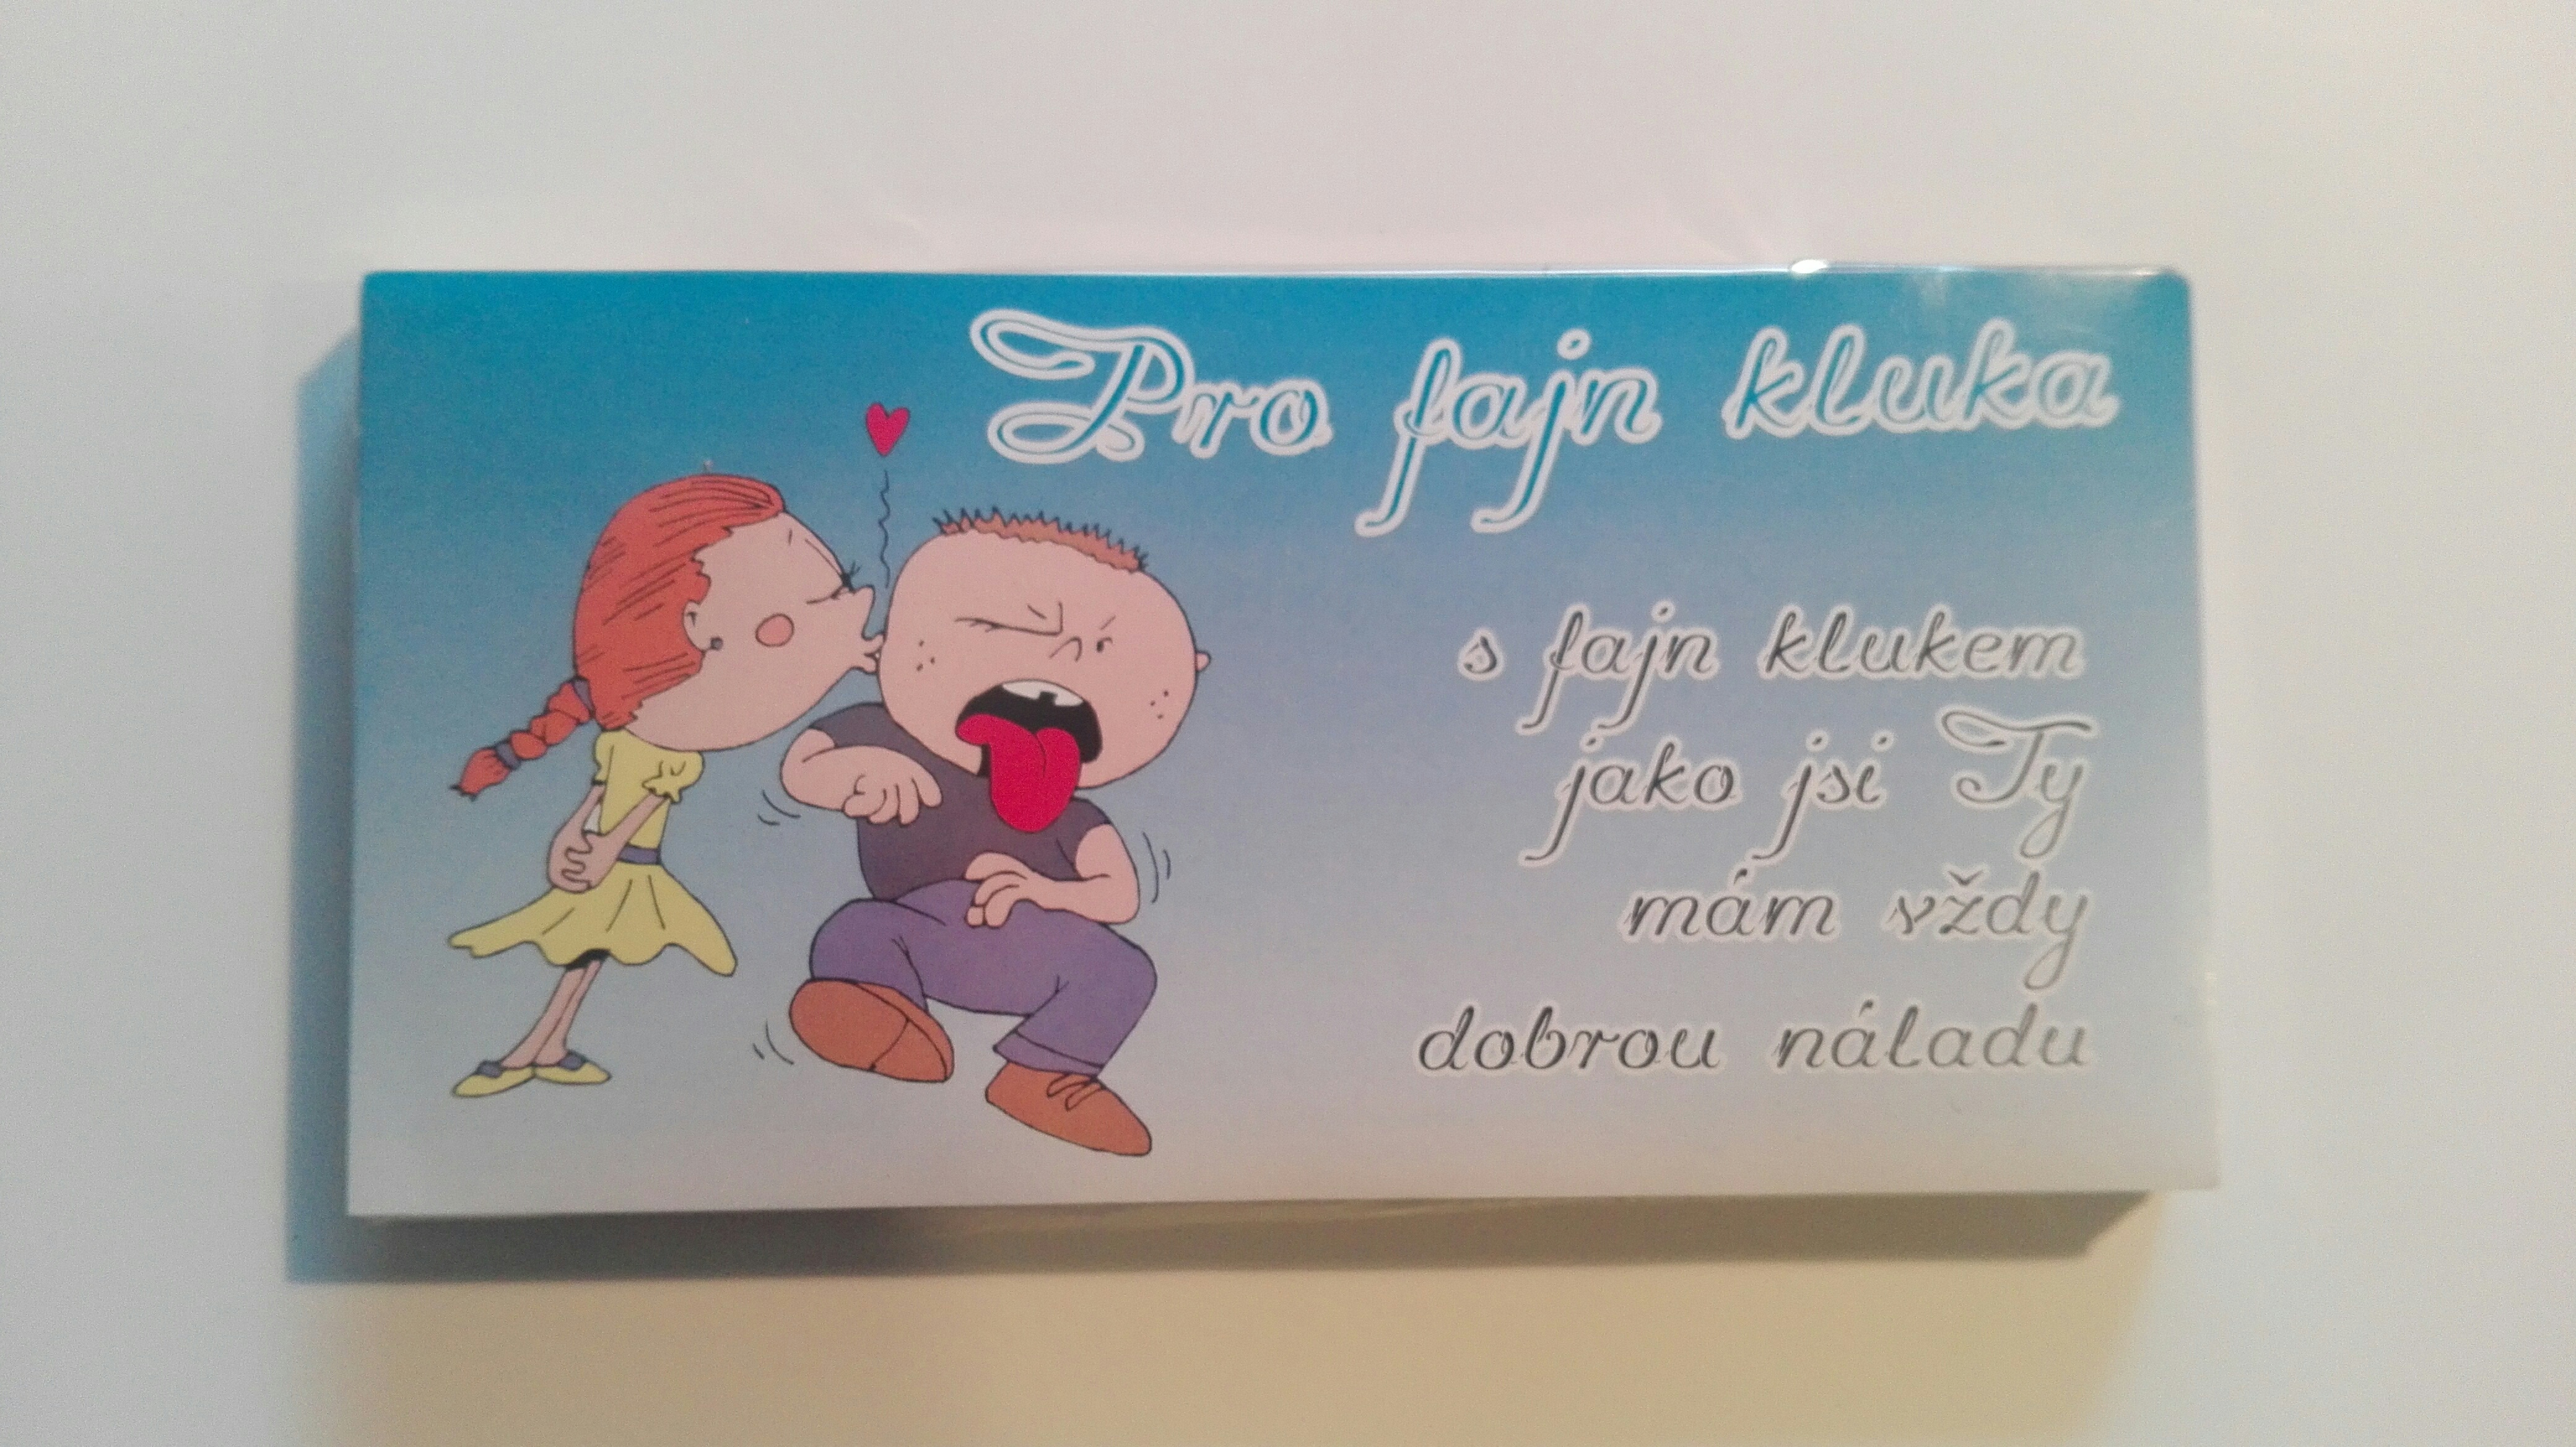 Pro fajn kluka
s fajn klukem
jako jsi Ty
mám vždy
dobrou náladu